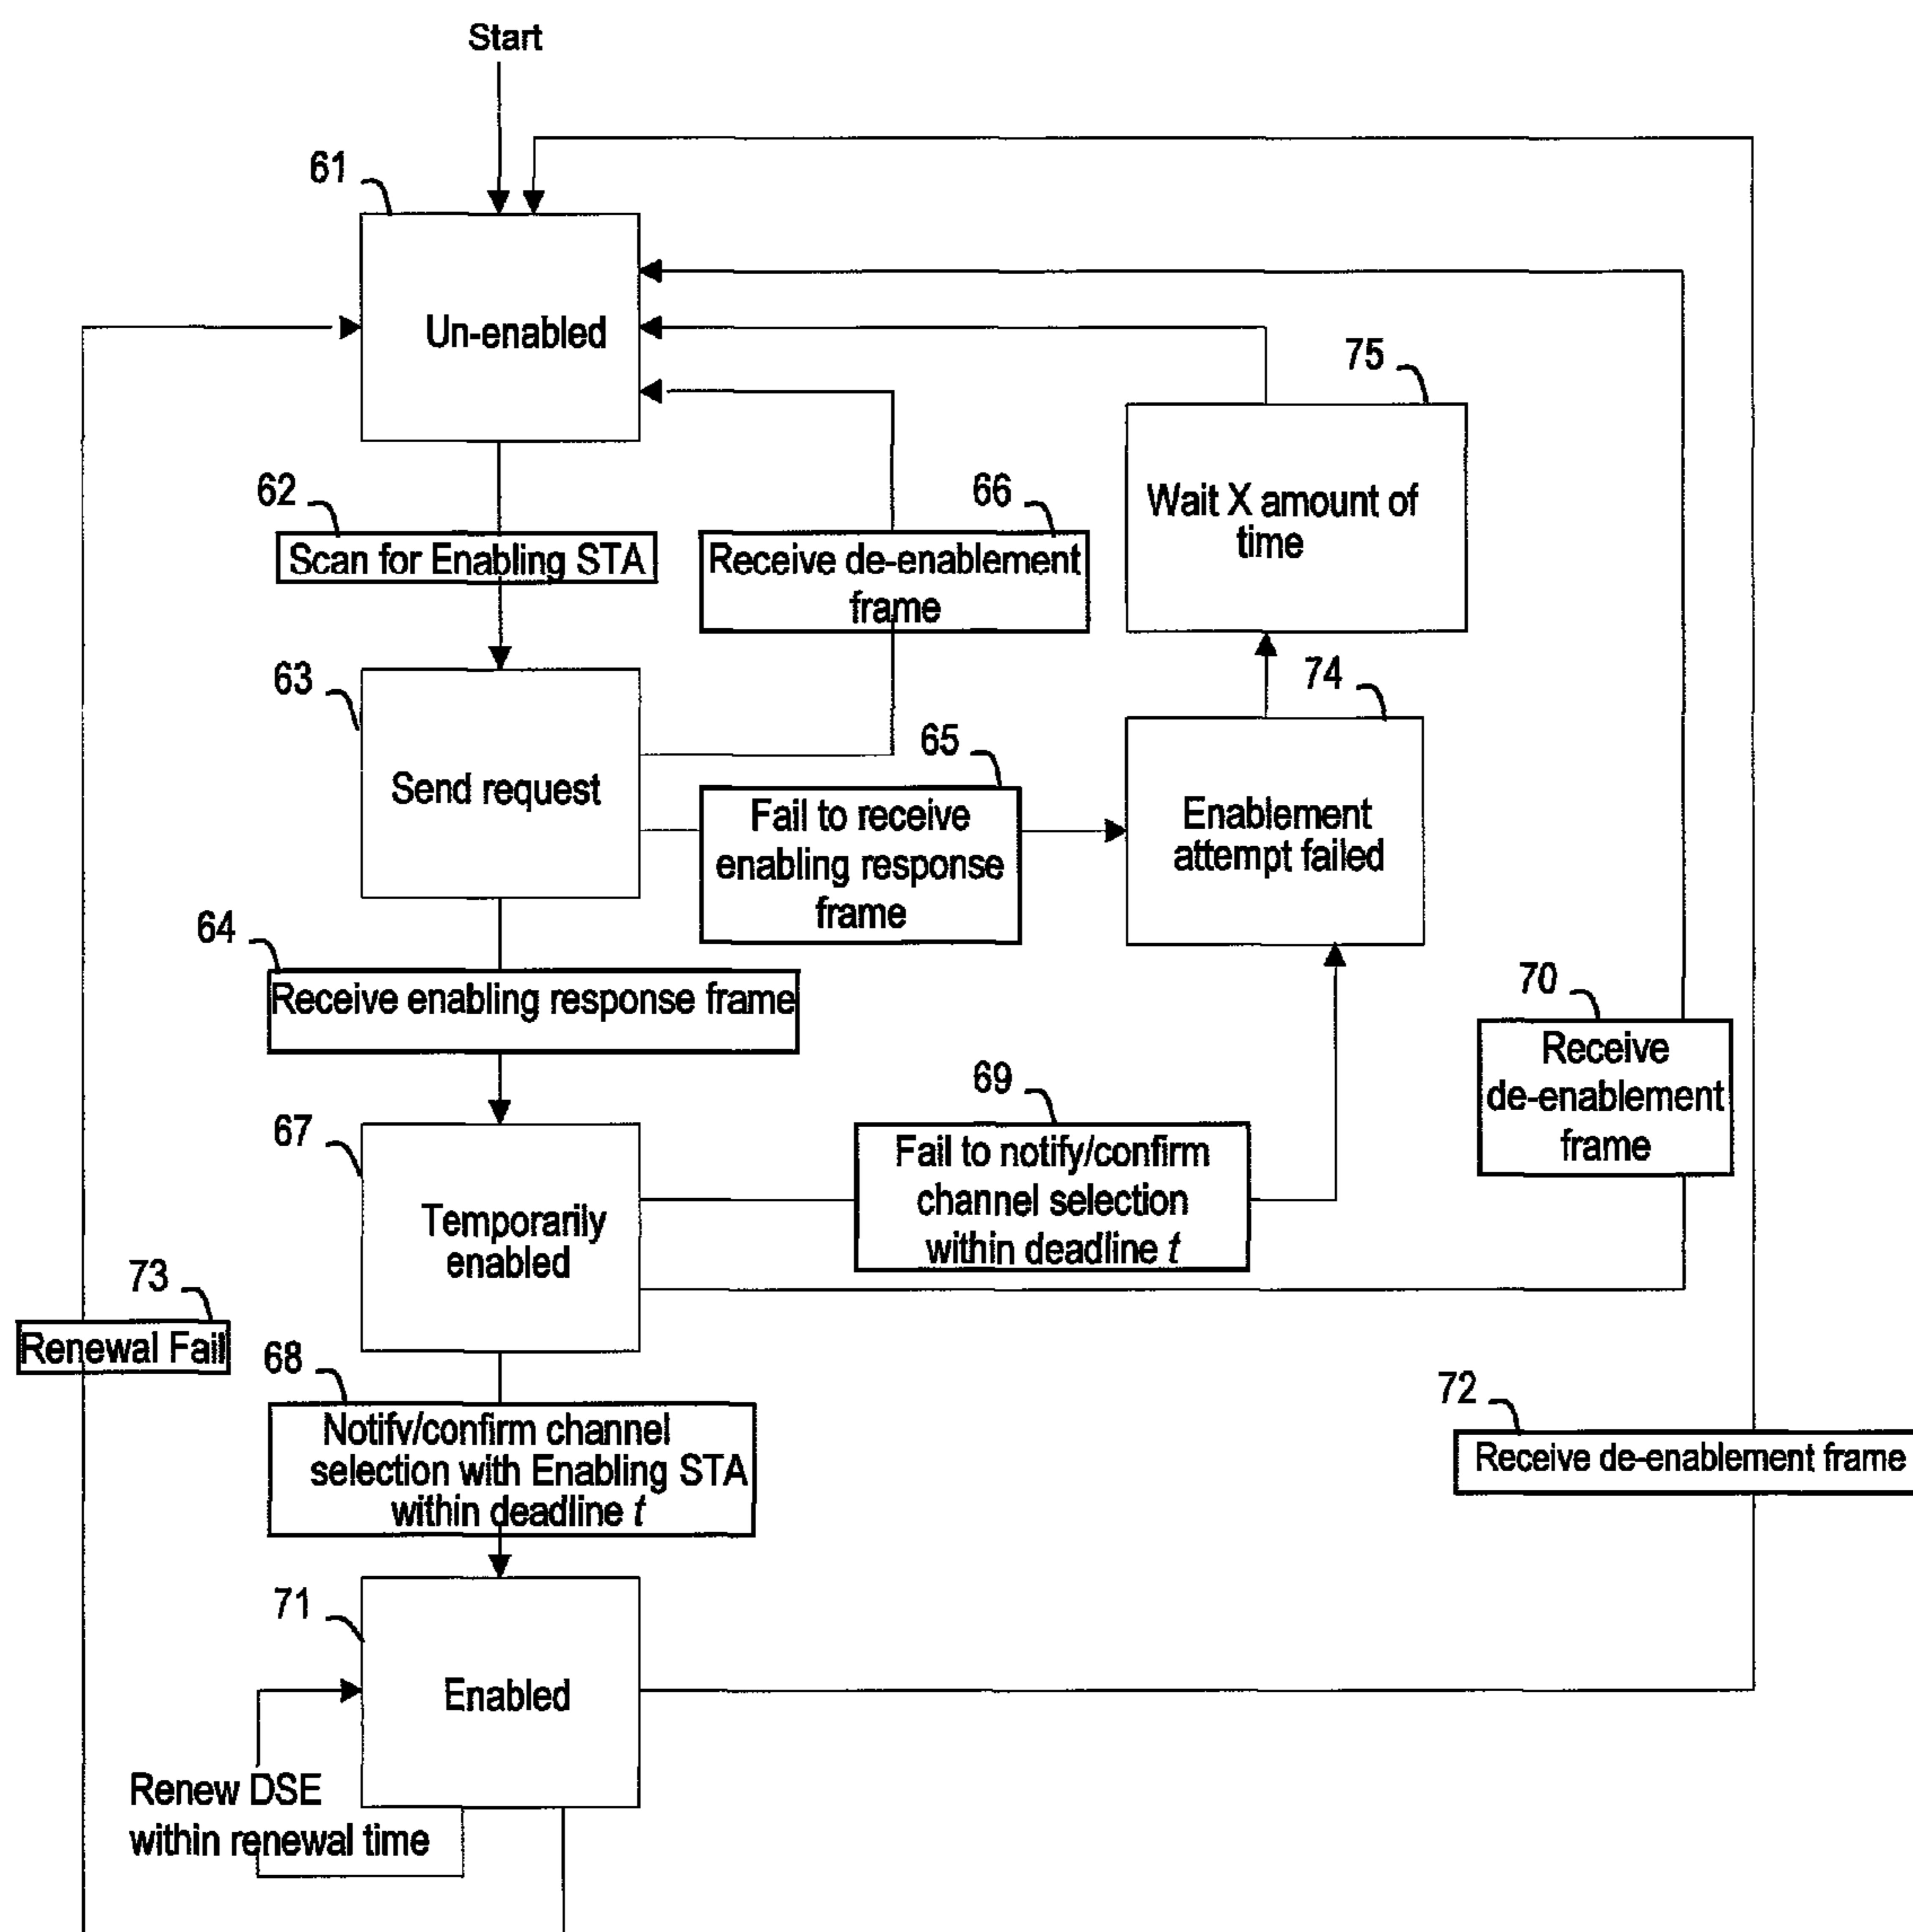 Start
61
Un-enabled
75
62
66
Wait X amount of
time
Scan for Enabling STA
Receive de-enablement
frame
63
74
65
Send request
Fail to receive
enabling response
frame
Enablement
attempt failed
64
Receive enabling response frame
70
Receive
de-enablement
frame
69
67
Fail to notify/confirm
channel selection
within deadline t
Temporarily
enabled
73
Renewal Fail
68
Notify/confirm channel
selection with Enabling STA
within deadline t
72
Receive de-enablement frame
71
Enabled
Renew DSE
within renewal time